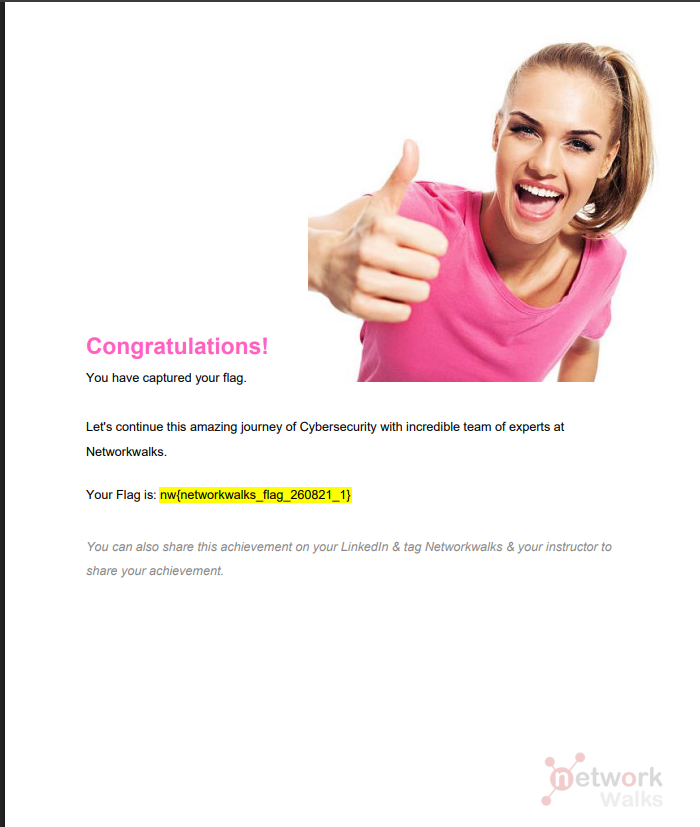 Congratulations!
You have captured your flag.
Let's continue this amazing journey of Cybersecurity with incredible team of experts at
Networkwalks.
Your Flag is: nw{networkwalks_flag_260821_1}
You can also share this achievement on your LinkedIn & tag Networkwalks & your instructor to
share your achievement.
network
Walks